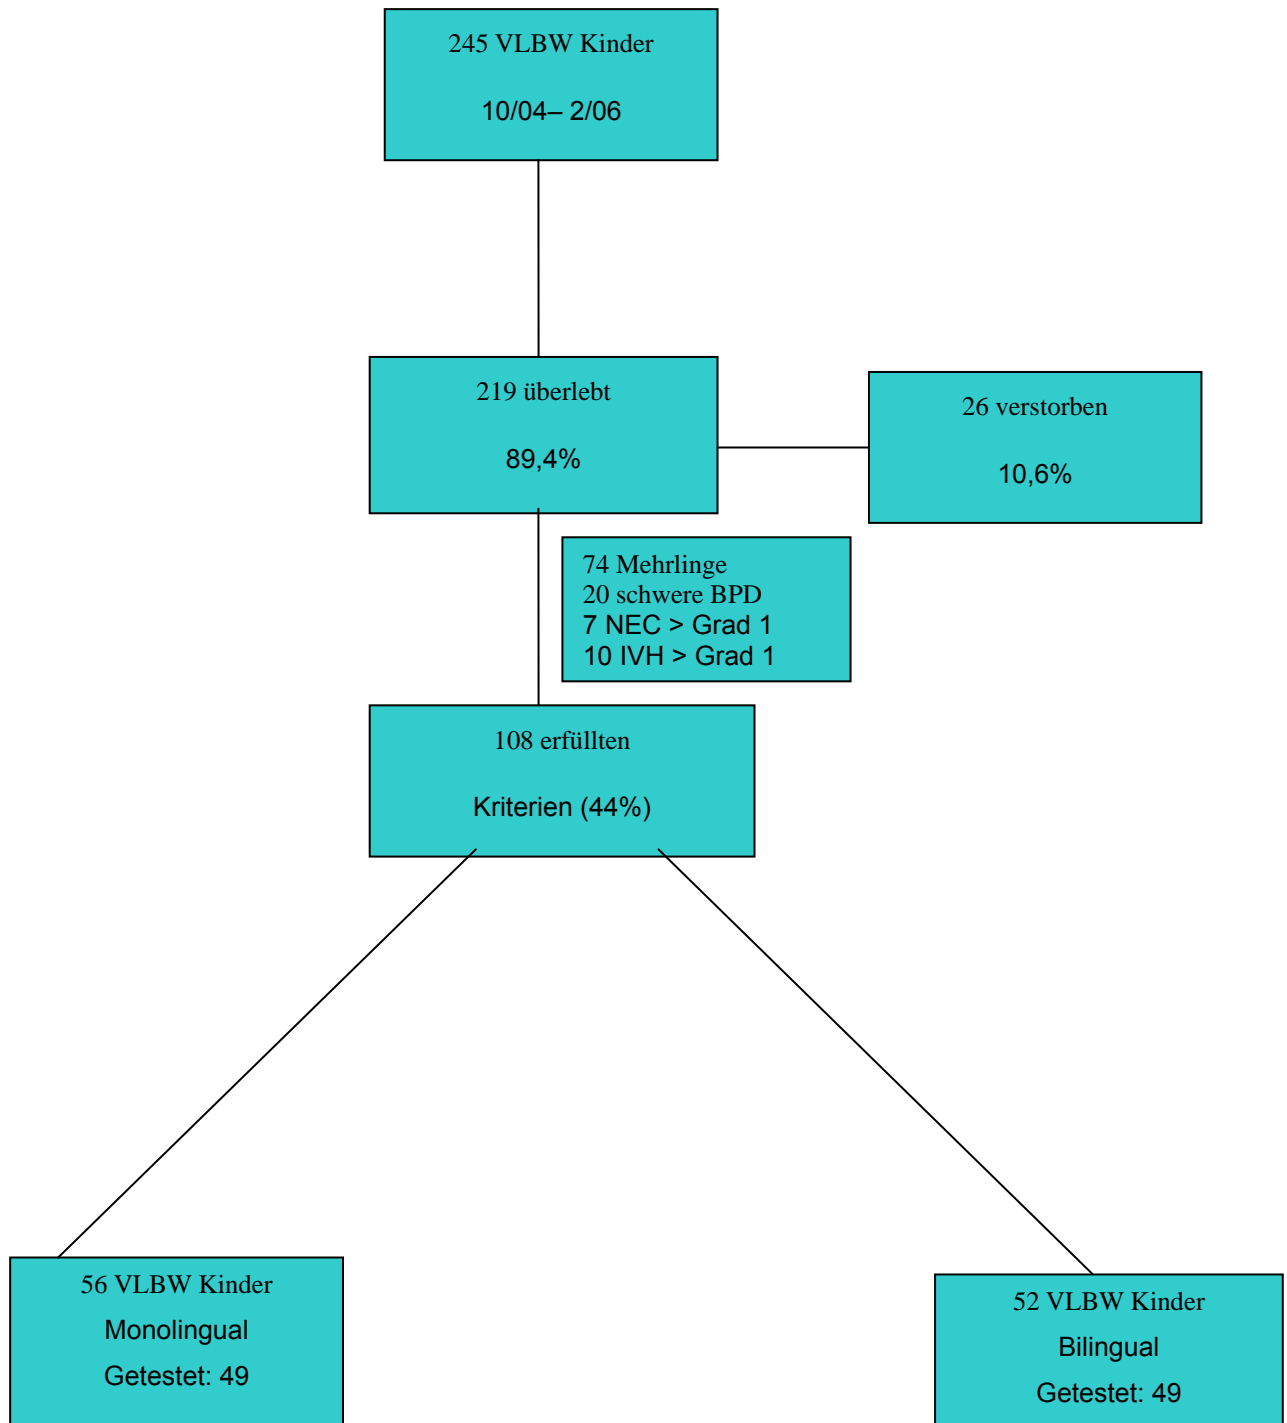 245 VLBW Kinder
10/04– 2/06
219 überlebt
89,4%
26 verstorben
10,6%
74 Mehrlinge
20 schwere BPD
7 NEC > Grad 1
10 IVH > Grad 1
108 erfüllten
Kriterien (44%)
56 VLBW Kinder
Monolingual
Getestet: 49
52 VLBW Kinder
Bilingual
Getestet: 49